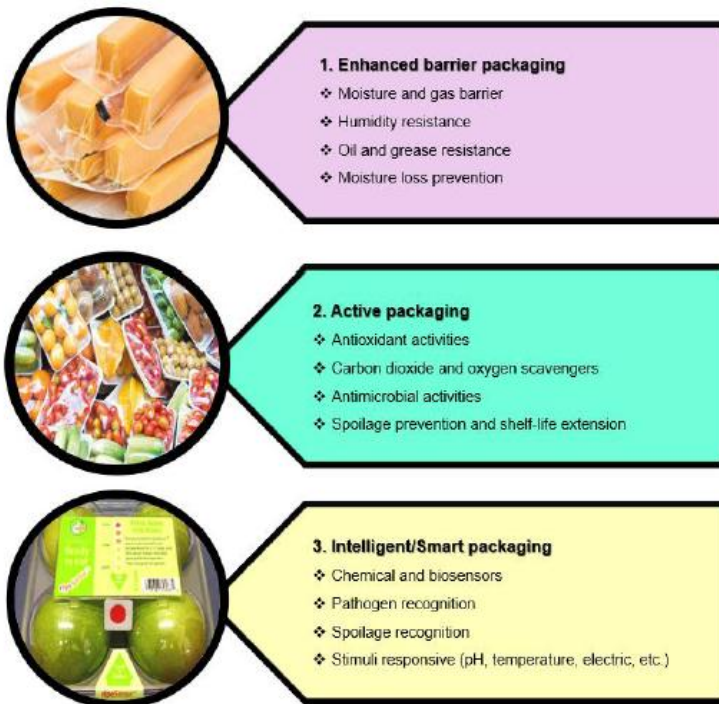 1. Enhanced barrier packaging
❖ Moisture and gas barrier
❖ Humidity resistance
❖ Oil and grease resistance
❖ Moisture loss prevention
2. Active packaging
❖ Antioxidant activities
❖ Carbon dioxide and oxygen scavengers
❖ Antimicrobial activities
❖ Spoilage prevention and shelf-life extension
3. Intelligent/Smart packaging
❖ Chemical and biosensors
❖ Pathogen recognition
❖ Spoilage recognition
❖ Stimuli responsive (pH, temperature, electric, etc.)